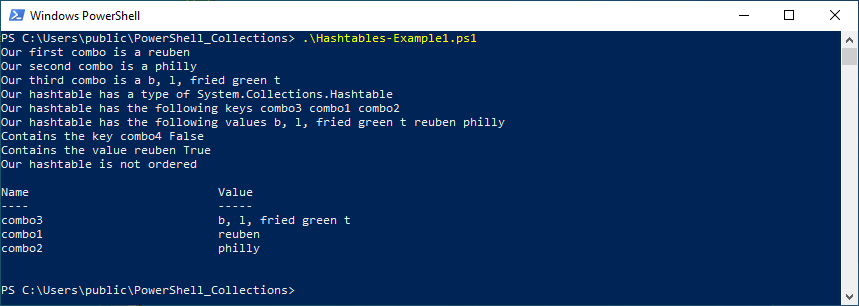 Windows PowerShell
PS C:\Users\public\PowerShell_Collections> .\Hashtables-Example1.ps1
Our first combo is a reuben
Our second combo is a philly
Our third combo is a b, l, fried green t
Our hashtable has a type of System.Collections.Hashtable
Our hashtable has the following keys combo3 combo1 combo2
Our hashtable has the following values b, l, fried green t reuben philly
Contains the key combo4 False
Contains the value reuben True
Our hashtable is not ordered
Name Value
---- -----
combo3 b, l, fried green t
combo1 reuben
combo2 philly
PS C:\Users\public\PowerShell_Collections>